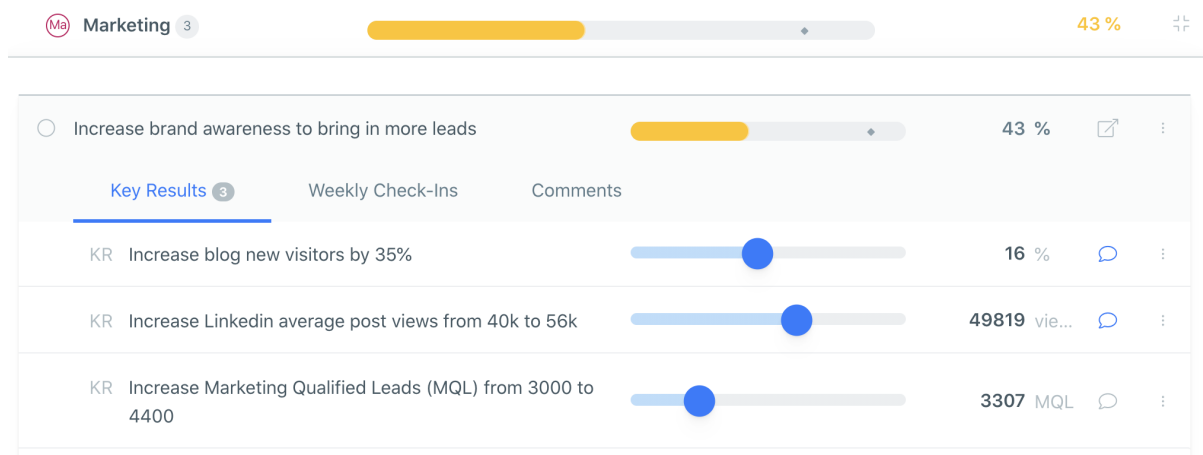 Ma Marketing 3 43 %
Increase brand awareness to bring in more leads 43 %
Key Results 3 Weekly Check-Ins Comments
KR Increase blog new visitors by 35% 16 %
KR Increase Linkedin average post views from 40k to 56k 49819 vie...
KR Increase Marketing Qualified Leads (MQL) from 3000 to
4400
3307 MQL